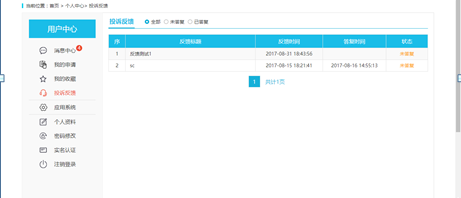 当前位置：首页 > 个人中心> 投诉反馈
用户中心
消息中心 4
我的申请
我的收藏
投诉反馈
应用系统
个人资料
密码修改
实名认证
注销登录
投诉反馈 全部 未答复 已答复
序 反馈标题 反馈时间 答复时间 状态
1 反馈测试1 2017-08-31 18:43:56 未答复
2 sc 2017-08-15 18:21:41 2017-08-16 14:55:13 未答复
1 共计1页